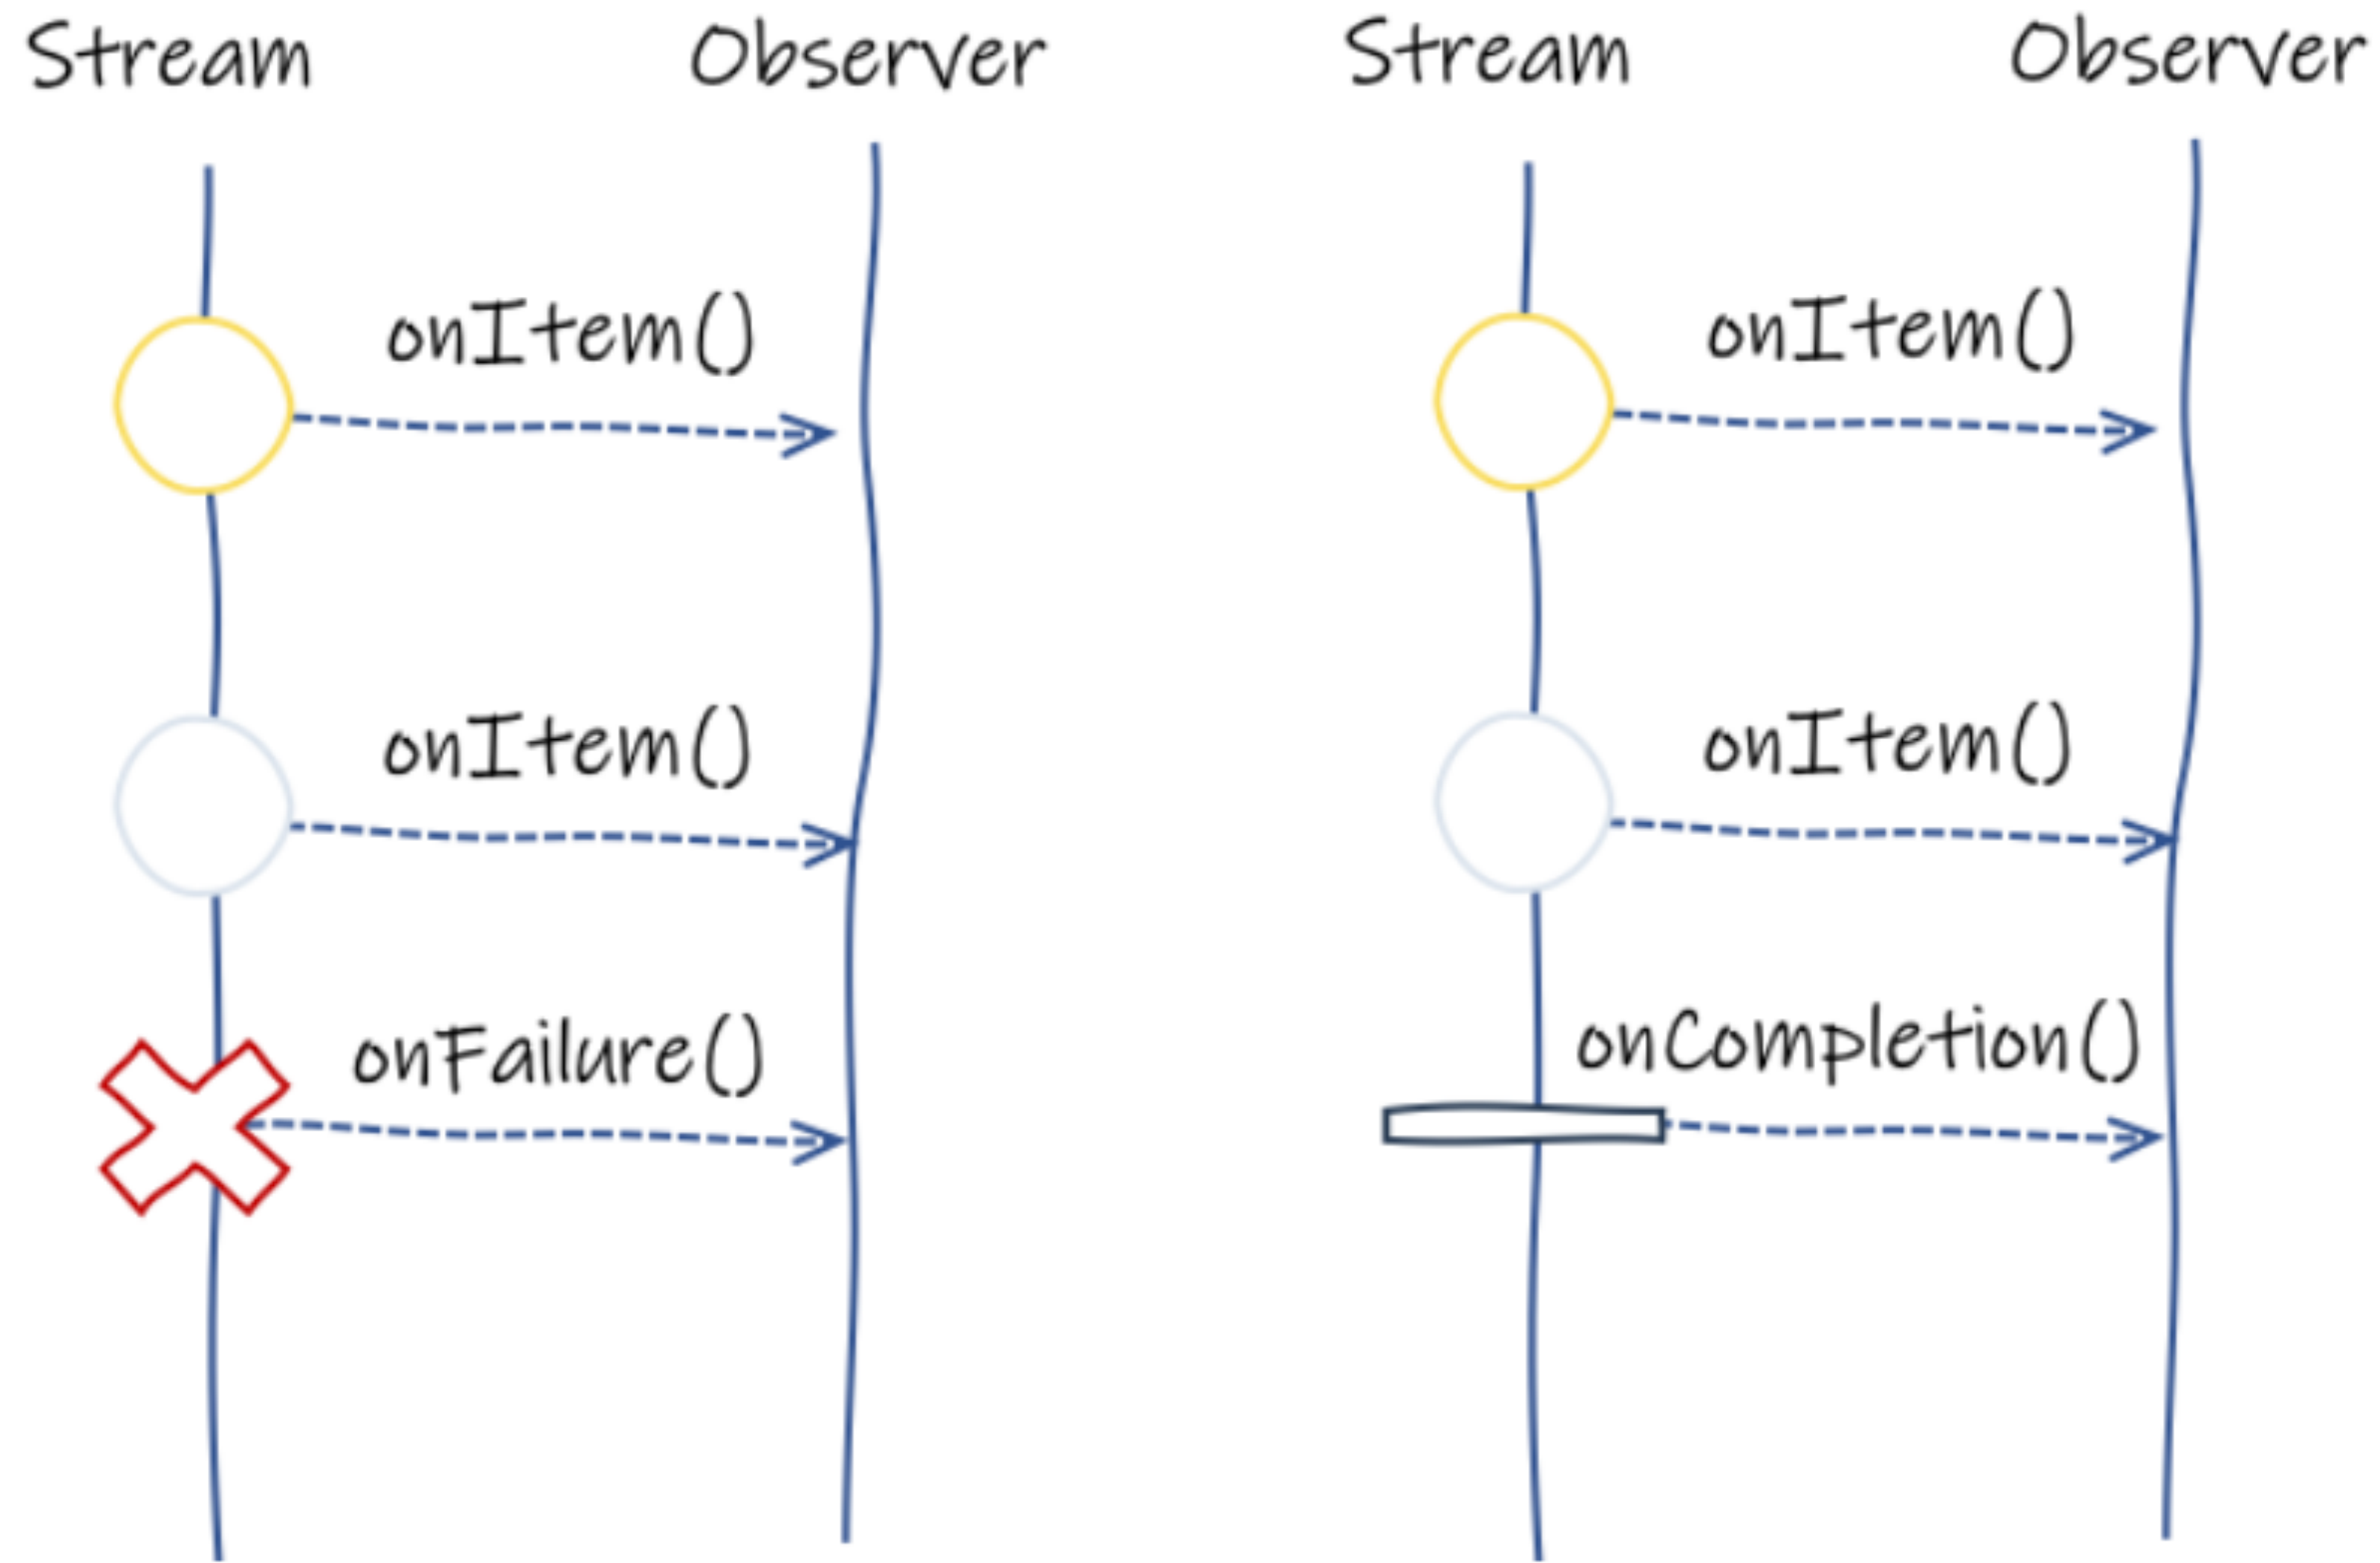 Stream Observer
onItem()
onItem()
onFailure()
Stream Observer
onItem()
onItem()
onCompletion()